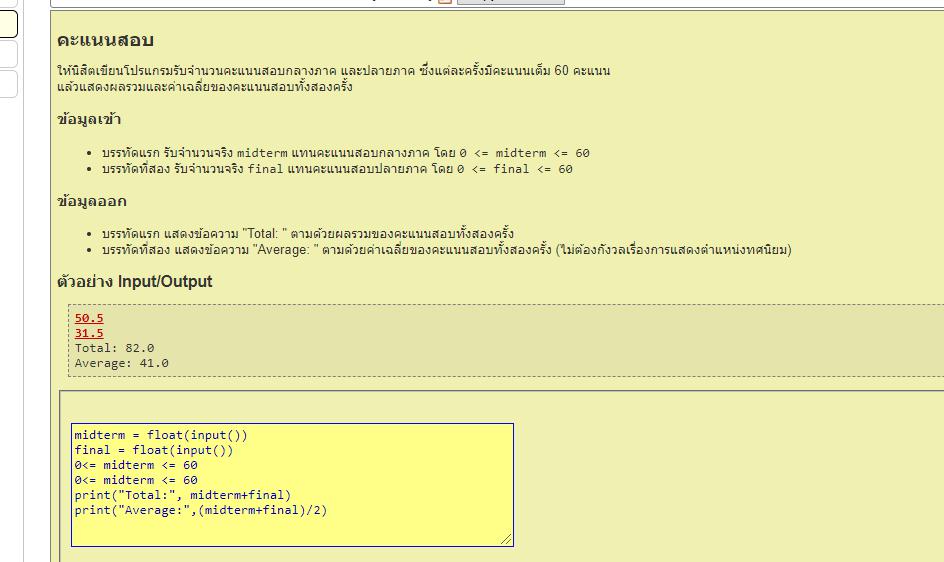 คะแนนสอบ
ให้นิสิตเขียนโปรแกรมรับจำนวนคะแนนสอบกลางภาค และปลายภาค ซึ่งแต่ละครั้งมีคะแนนเต็ม 60 คะแนน
แล้วแสดงผลรวมและค่าเฉลี่ยของคะแนนสอบทั้งสองครั้ง
ข้อมูลเข้า
• บรรทัดแรก รับจำนวนจริง midterm แทนคะแนนสอบกลางภาค โดย 0 <= midterm <= 60
• บรรทัดที่สอง รับจำนวนจริง final แทนคะแนนสอบปลายภาค โดย 0 <= final <= 60
ข้อมูลออก
• บรรทัดแรก แสดงข้อความ "Total: " ตามด้วยผลรวมของคะแนนสอบทั้งสองครั้ง
• บรรทัดที่สอง แสดงข้อความ "Average: " ตามด้วยค่าเฉลี่ยของคะแนนสอบทั้งสองครั้ง (ไม่ต้องกังวลเรื่องการแสดงตำแหน่งทศนิยม)
ตัวอย่าง Input/Output
50.5
31.5
Total: 82.0
Average: 41.0
midterm = float(input())
final = float(input())
0<= midterm <= 60
0<= midterm <= 60
print("Total:", midterm+final)
print("Average:",(midterm+final)/2)